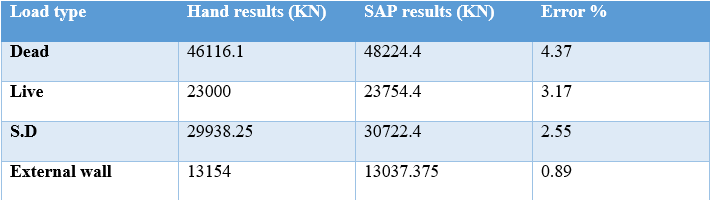 Load type Hand results (KN) SAP results (KN) Error %
Dead 46116.1 48224.4 4.37
Live 23000 23754.4 3.17
S.D 29938.25 30722.4 2.55
External wall 13154 13037.375 0.89